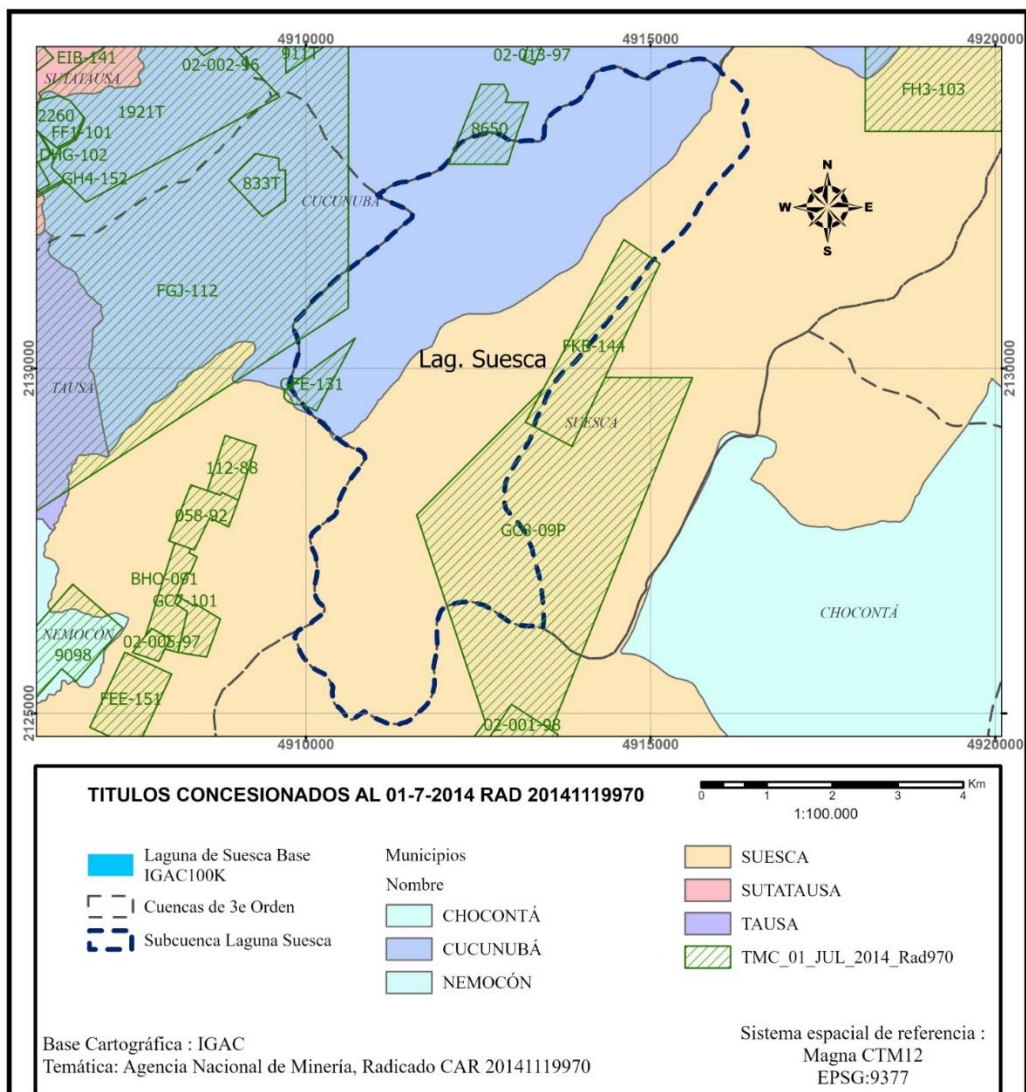 4910000
4915000
4920000
EIB-141
911T
02-013-97
02-002-96
SUTATAUSA
FH3-103
2260
1921T
8650
FF1-101
DHG-102
GH4-152
833T
CUCUNUBA
N
W E
S
FGJ-112
2130000
2130000
Lag. Suesca
FKB-144
TAUSA
SUESCA
112-88
058-92
GC8-09P
GC7-101
CHOCONTÁ
NEMOCÓN
02-005-97
9098
FEE-151
2125000
2125000
02-001-98
4910000
4915000
4920000
TITULOS CONCESIONADOS AL 01-7-2014 RAD 20141119970
0 1 2 3 4 Km
1:100.000
Laguna de Suesca Base
IGAC100K
Cuencas de 3e Orden
Subcuenca Laguna Suesca
Municipios
Nombre
CHOCONTÁ
CUCUNUBÁ
NEMOCÓN
SUESCA
SUTATAUSA
TAUSA
TMC_01_JUL_2014_Rad970
Base Cartográfica : IGAC
Temática: Agencia Nacional de Minería, Radicado CAR 20141119970
Sistema espacial de referencia :
Magna CTM12
EPSG:9377